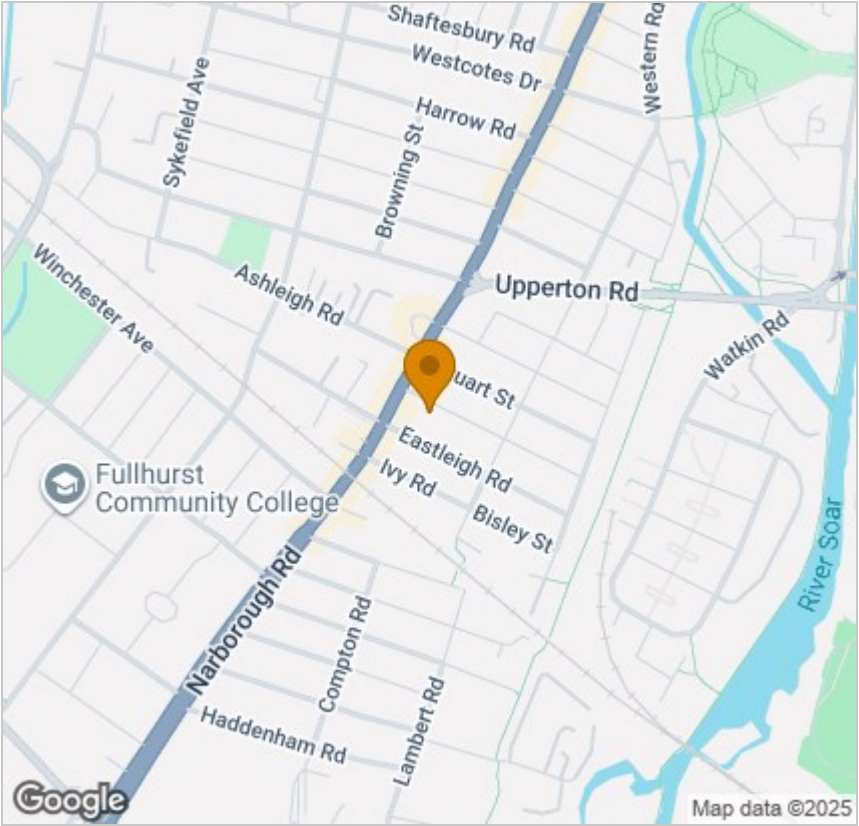 Shaftesbury Rd
Westcotes Dr
Western Rd
Harrow Rd
Sykefield Ave
Browning St
Winchester Ave
Ashleigh Rd
Upperton Rd
Watkin Rd
uart St
Eastleigh Rd
Ivy Rd
Fullhurst
Community College
Bisley St
River Soar
Narborough Rd
Compton Rd
Lambert Rd
Haddenham Rd
Google
Map data ©2025